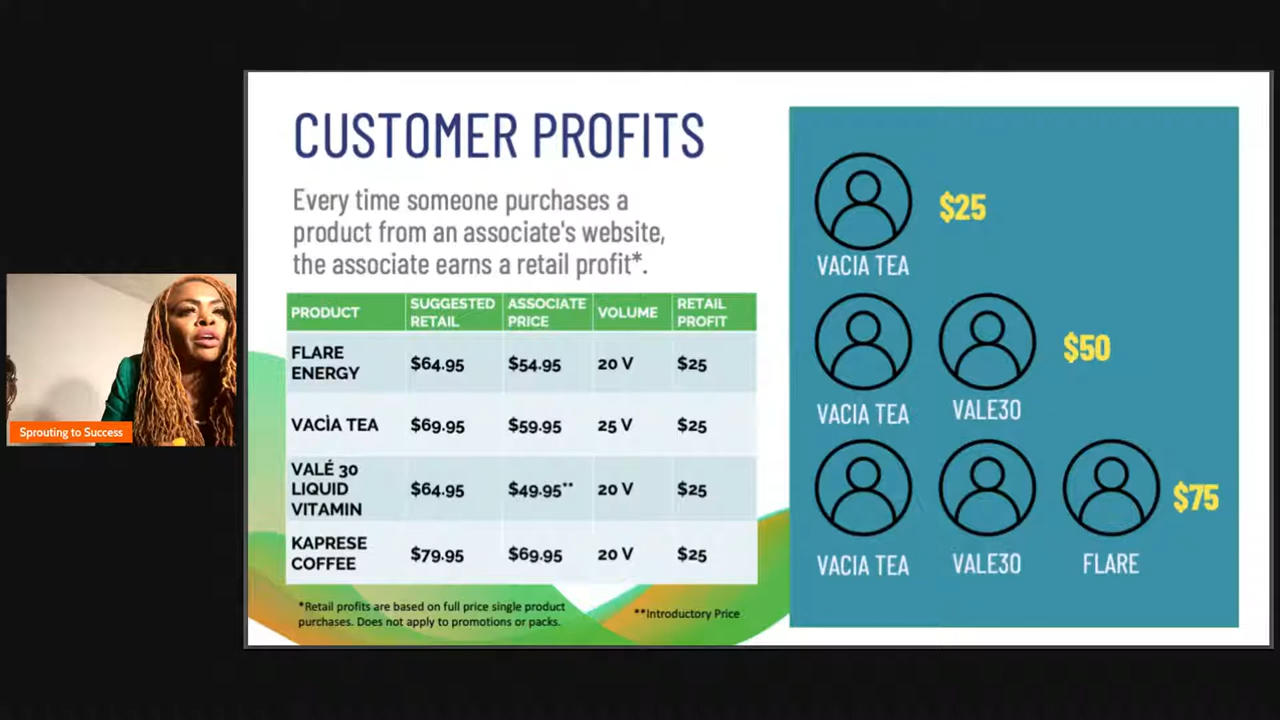 CUSTOMER PROFITS
Every time someone purchases a
product from an associate's website,
the associate earns a retail profit*.
PRODUCT SUGGESTED RETAIL ASSOCIATE PRICE VOLUME RETAIL PROFIT
FLARE ENERGY $64.95 $54.95 20 V $25
VACÌA TEA $69.95 $59.95 25 V $25
VALÉ 30 LIQUID VITAMIN $64.95 $49.95** 20 V $25
KAPRESE COFFEE $79.95 $69.95 20 V $25
*Retail profits are based on full price single product
purchases. Does not apply to promotions or packs.
**Introductory Price
$25
VACIA TEA
$50
VACIA TEA VALE30
$75
VACIA TEA VALE30 FLARE
Sprouting to Success